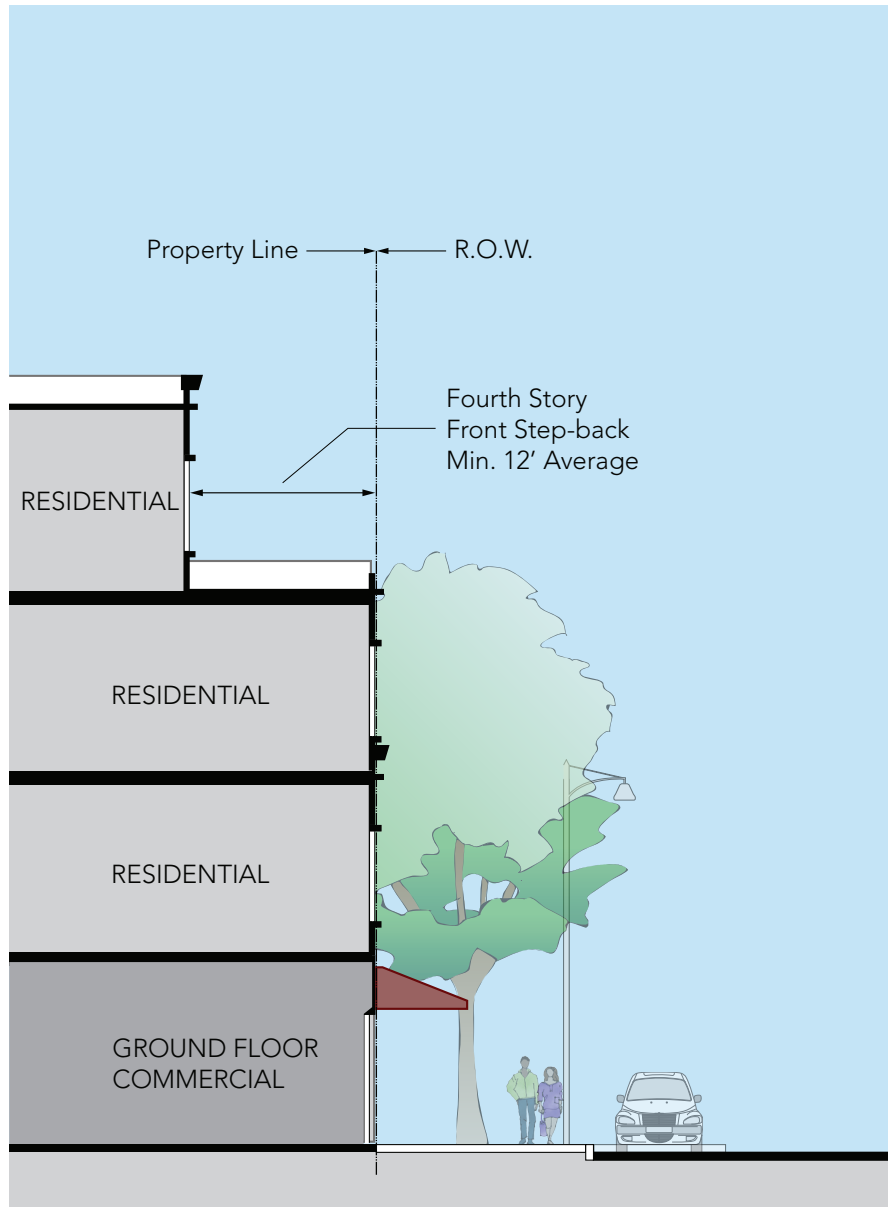 Property Line
R.O.W.
Fourth Story
Front Step-back
Min. 12’ Average
RESIDENTIAL
RESIDENTIAL
RESIDENTIAL
GROUND FLOOR
COMMERCIAL